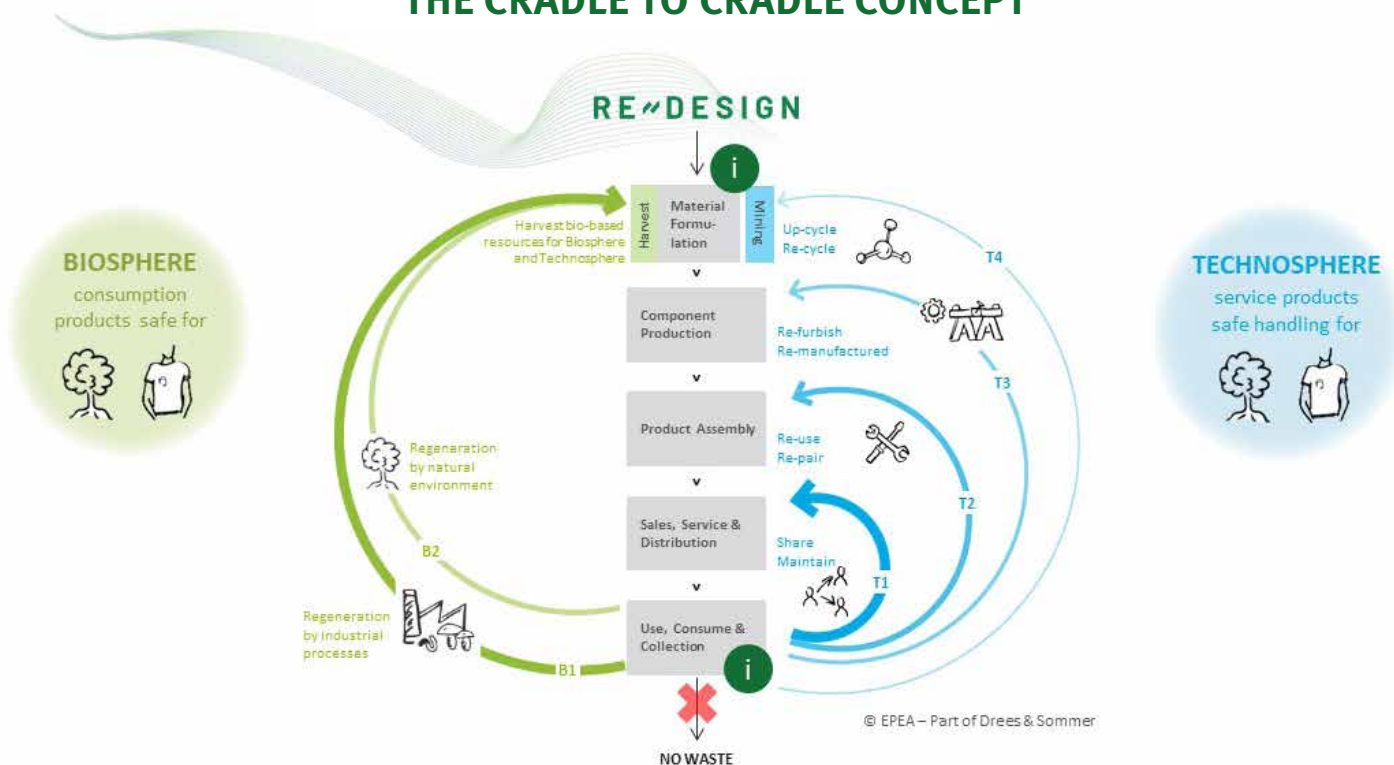 THE CRADLE TO CRADLE CONCEPT
RE//DESIGN
i
Harvest
Material
Formu-
lation
Mining
Harvest bio-based
resources for Biosphere
and Technosphere
Up-cycle
Re-cycle
T4
BIOSPHERE
consumption
products safe for
TECHNOSPHERE
service products
safe handling for
Component
Production
Re-furbish
Re-manufactured
T3
Product Assembly
Re-use
Re-pair
T2
Regeneration
by natural
environment
B2
Sales, Service &
Distribution
Share
Maintain
T1
Regeneration
by industrial
processes
B1
Use, Consume &
Collection
i
© EPEA – Part of Drees & Sommer
NO WASTE